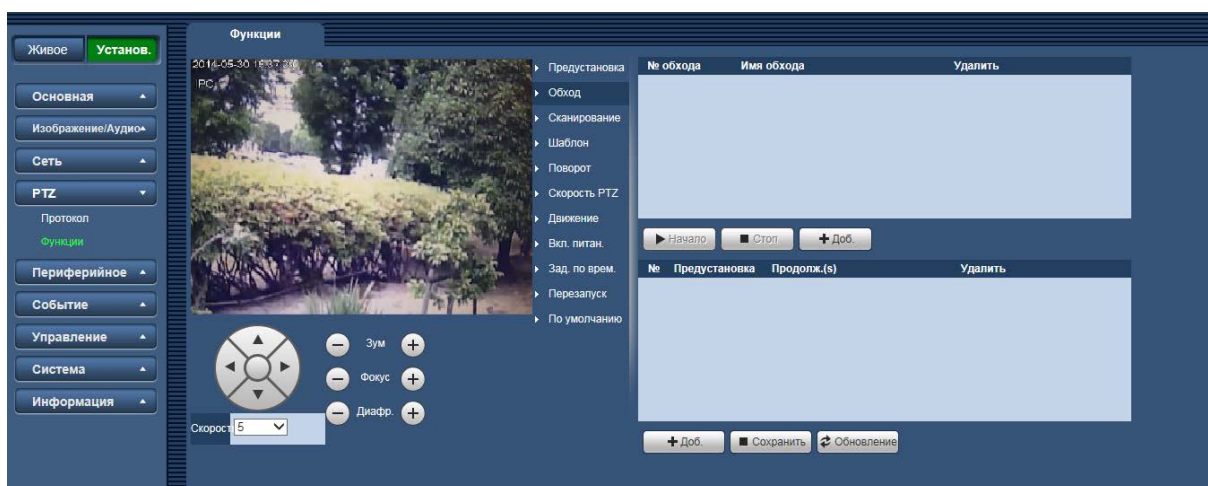 Функции
Живое Установ.
Основная
Изображение/Аудио
Сеть
PTZ
Протокол
Функции
Периферийное
Событие
Управление
Система
Информация
IPC
Зум
Фокус
Диафр.
Скорост 5
Предустановка
Обход
Сканирование
Шаблон
Поворот
Скорость PTZ
Движение
Вкл. питан.
Зад. по врем.
Перезапуск
По умолчанию
№ обхода Имя обхода Удалить
Начало Стоп Доб.
№ Предустановка Продолж.(s) Удалить
Доб. Сохранить Обновление